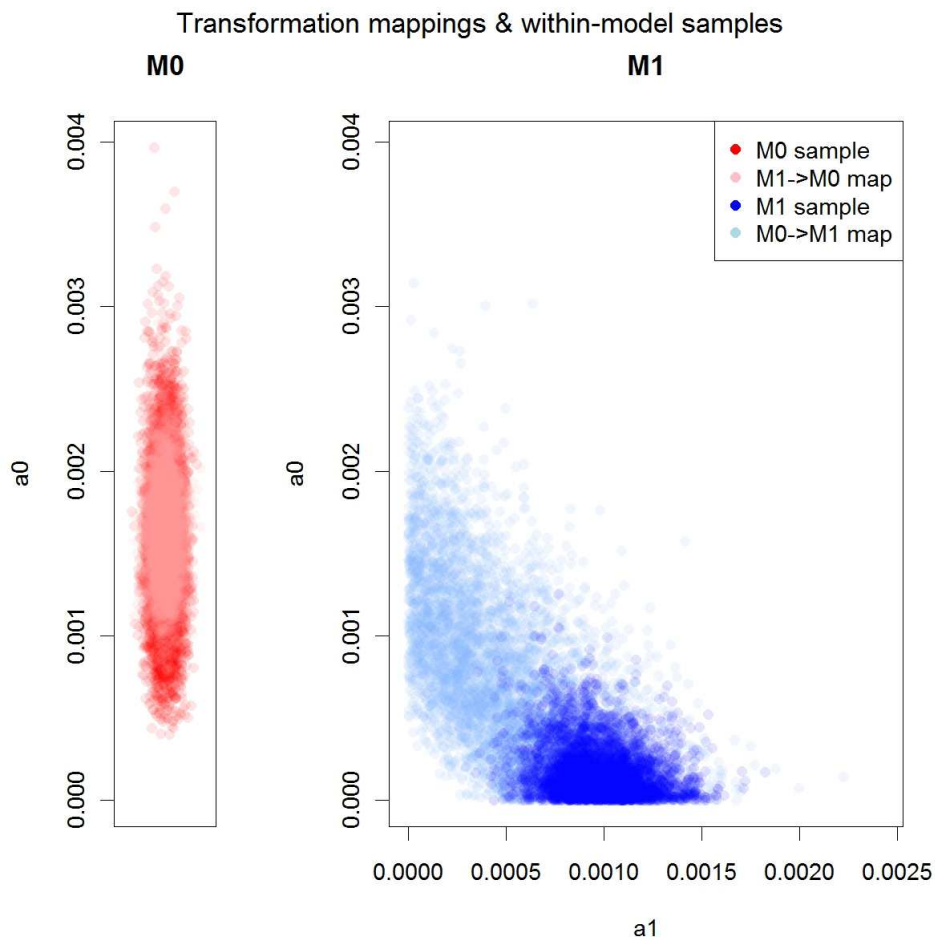 Transformation mappings & within-model samples
M0
M1
0.004
0.003
0.002
0.001
0.000
a0
0.004
0.003
0.002
0.001
0.000
a0
M0 sample
M1->M0 map
M1 sample
M0->M1 map
0.0000 0.0005 0.0010 0.0015 0.0020 0.0025
a1